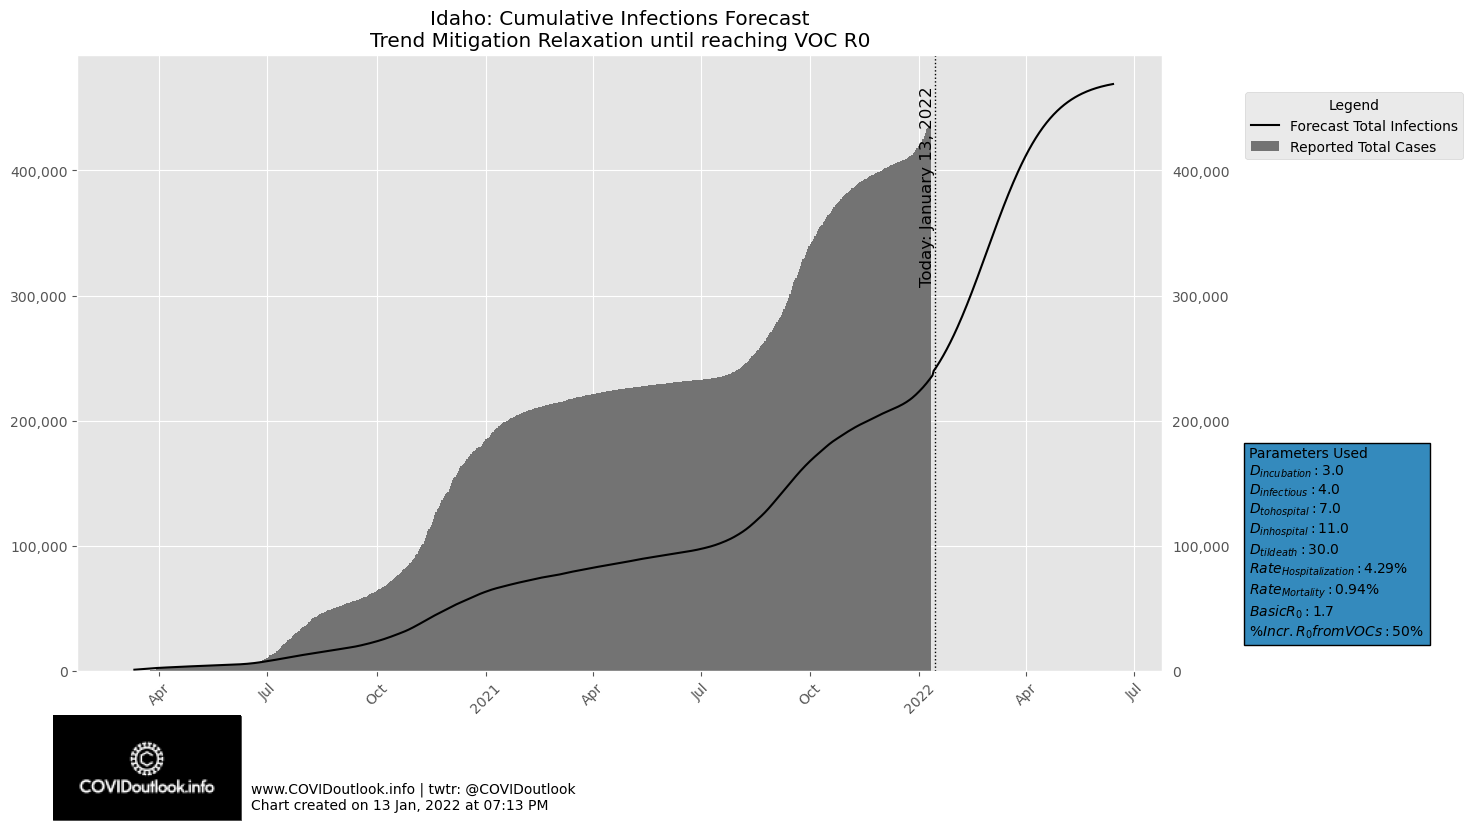 Idaho: Cumulative Infections Forecast
Trend Mitigation Relaxation until reaching VOC R0
400,000
300,000
200,000
100,000
0
400,000
300,000
200,000
100,000
0
Today: January 13, 2022
Apr
Jul
Oct
2021
Apr
Jul
Oct
2022
Apr
Jul
Legend
Forecast Total Infections
Reported Total Cases
Parameters Used
D_incubation : 3.0
D_infectious : 4.0
D_tohospital : 7.0
D_inhospital : 11.0
D_tildeath : 30.0
Rate_Hospitalization : 4.29%
Rate_Mortality : 0.94%
BasicR_0 : 1.7
%Incr.R_0fromVOCs : 50%
COVIDoutlook.info
www.COVIDoutlook.info | twtr: @COVIDoutlook
Chart created on 13 Jan, 2022 at 07:13 PM